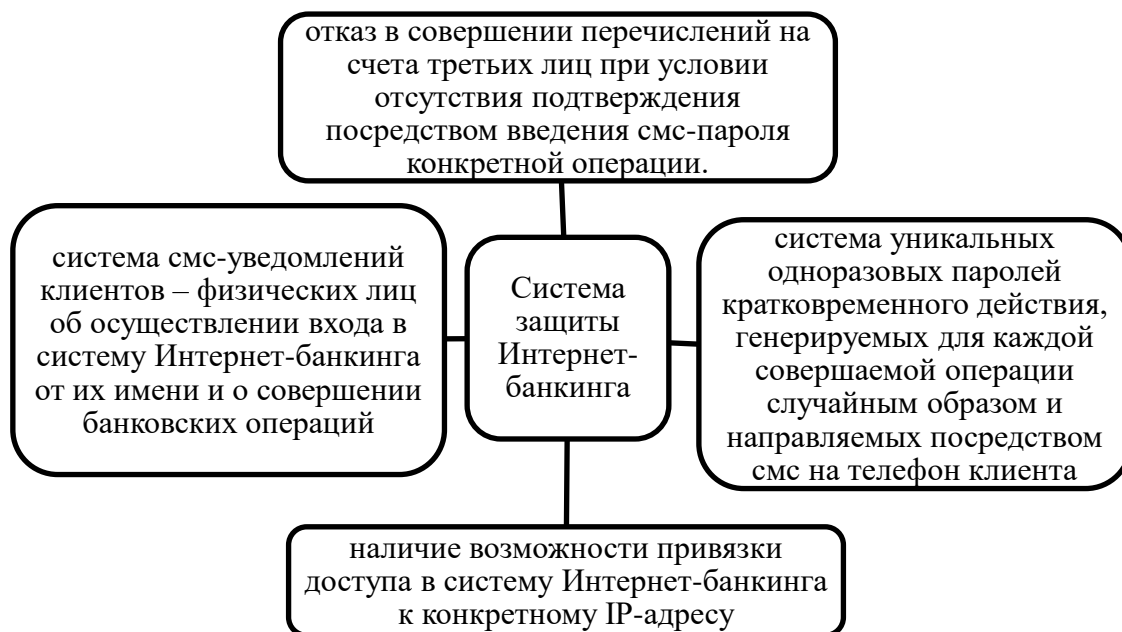 отказ в совершении перечислений на
счета третьих лиц при условии
отсутствия подтверждения
посредством введения смс-пароля
конкретной операции.
система смс-уведомлений
клиентов – физических лиц
об осуществлении входа в
систему Интернет-банкинга
от их имени и о совершении
банковских операций
Система
защиты
Интернет-
банкинга
система уникальных
одноразовых паролей
кратковременного действия,
генерируемых для каждой
совершаемой операции
случайным образом и
направляемых посредством
смс на телефон клиента
наличие возможности привязки
доступа в систему Интернет-банкинга
к конкретному IP-адресу